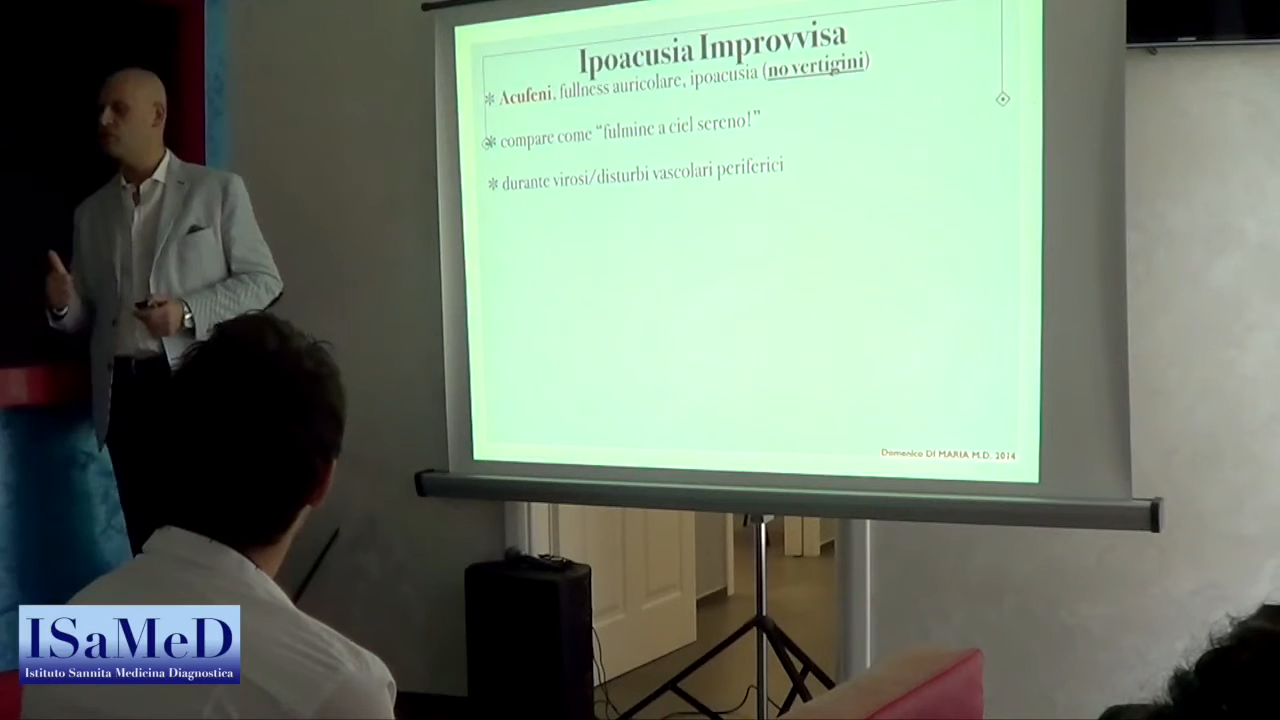 Ipoacusia Improvvisa
✻ Acufeni, fullness auricolare, ipoacusia (no vertigini)
✻ compare come “fulmine a ciel sereno!”
✻ durante virosi/disturbi vascolari periferici
Domenico DI MARIA M.D. 2014
ISaMeD
Istituto Sannita Medicina Diagnostica